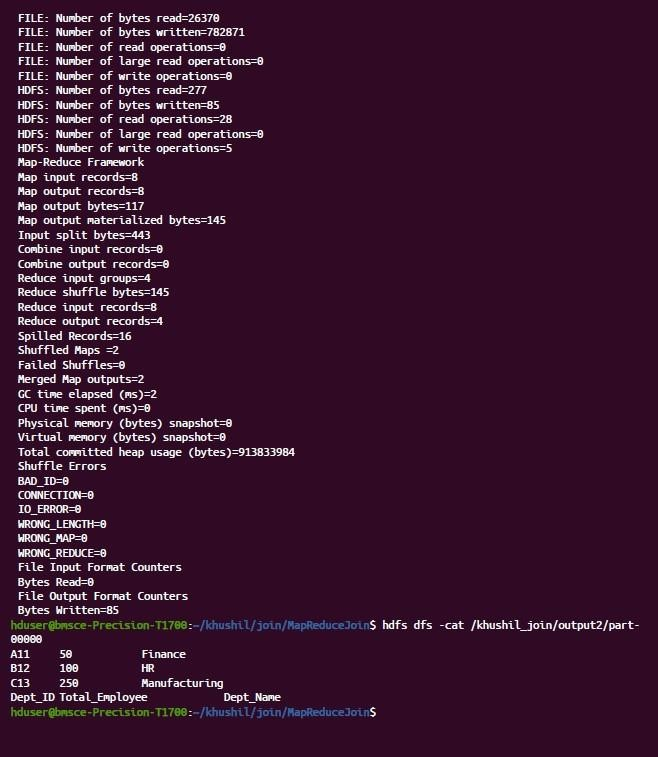 FILE: Number of bytes read=26370
FILE: Number of bytes written=782871
FILE: Number of read operations=0
FILE: Number of large read operations=0
FILE: Number of write operations=0
HDFS: Number of bytes read=277
HDFS: Number of bytes written=85
HDFS: Number of read operations=28
HDFS: Number of large read operations=0
HDFS: Number of write operations=5
Map-Reduce Framework
Map input records=8
Map output records=8
Map output bytes=117
Map output materialized bytes=145
Input split bytes=443
Combine input records=0
Combine output records=0
Reduce input groups=4
Reduce shuffle bytes=145
Reduce input records=8
Reduce output records=4
Spilled Records=16
Shuffled Maps =2
Failed Shuffles=0
Merged Map outputs=2
GC time elapsed (ms)=2
CPU time spent (ms)=0
Physical memory (bytes) snapshot=0
Virtual memory (bytes) snapshot=0
Total committed heap usage (bytes)=913833984
Shuffle Errors
BAD_ID=0
CONNECTION=0
IO_ERROR=0
WRONG_LENGTH=0
WRONG_MAP=0
WRONG_REDUCE=0
File Input Format Counters
Bytes Read=0
File Output Format Counters
Bytes Written=85
hduser@bmsce-Precision-T1700:~/khushil/join/MapReduceJoin$ hdfs dfs -cat /khushil_join/output2/part-
00000
A11 50 Finance
B12 100 HR
C13 250 Manufacturing
Dept_ID Total_Employee Dept_Name
hduser@bmsce-Precision-T1700:~/khushil/join/MapReduceJoin$